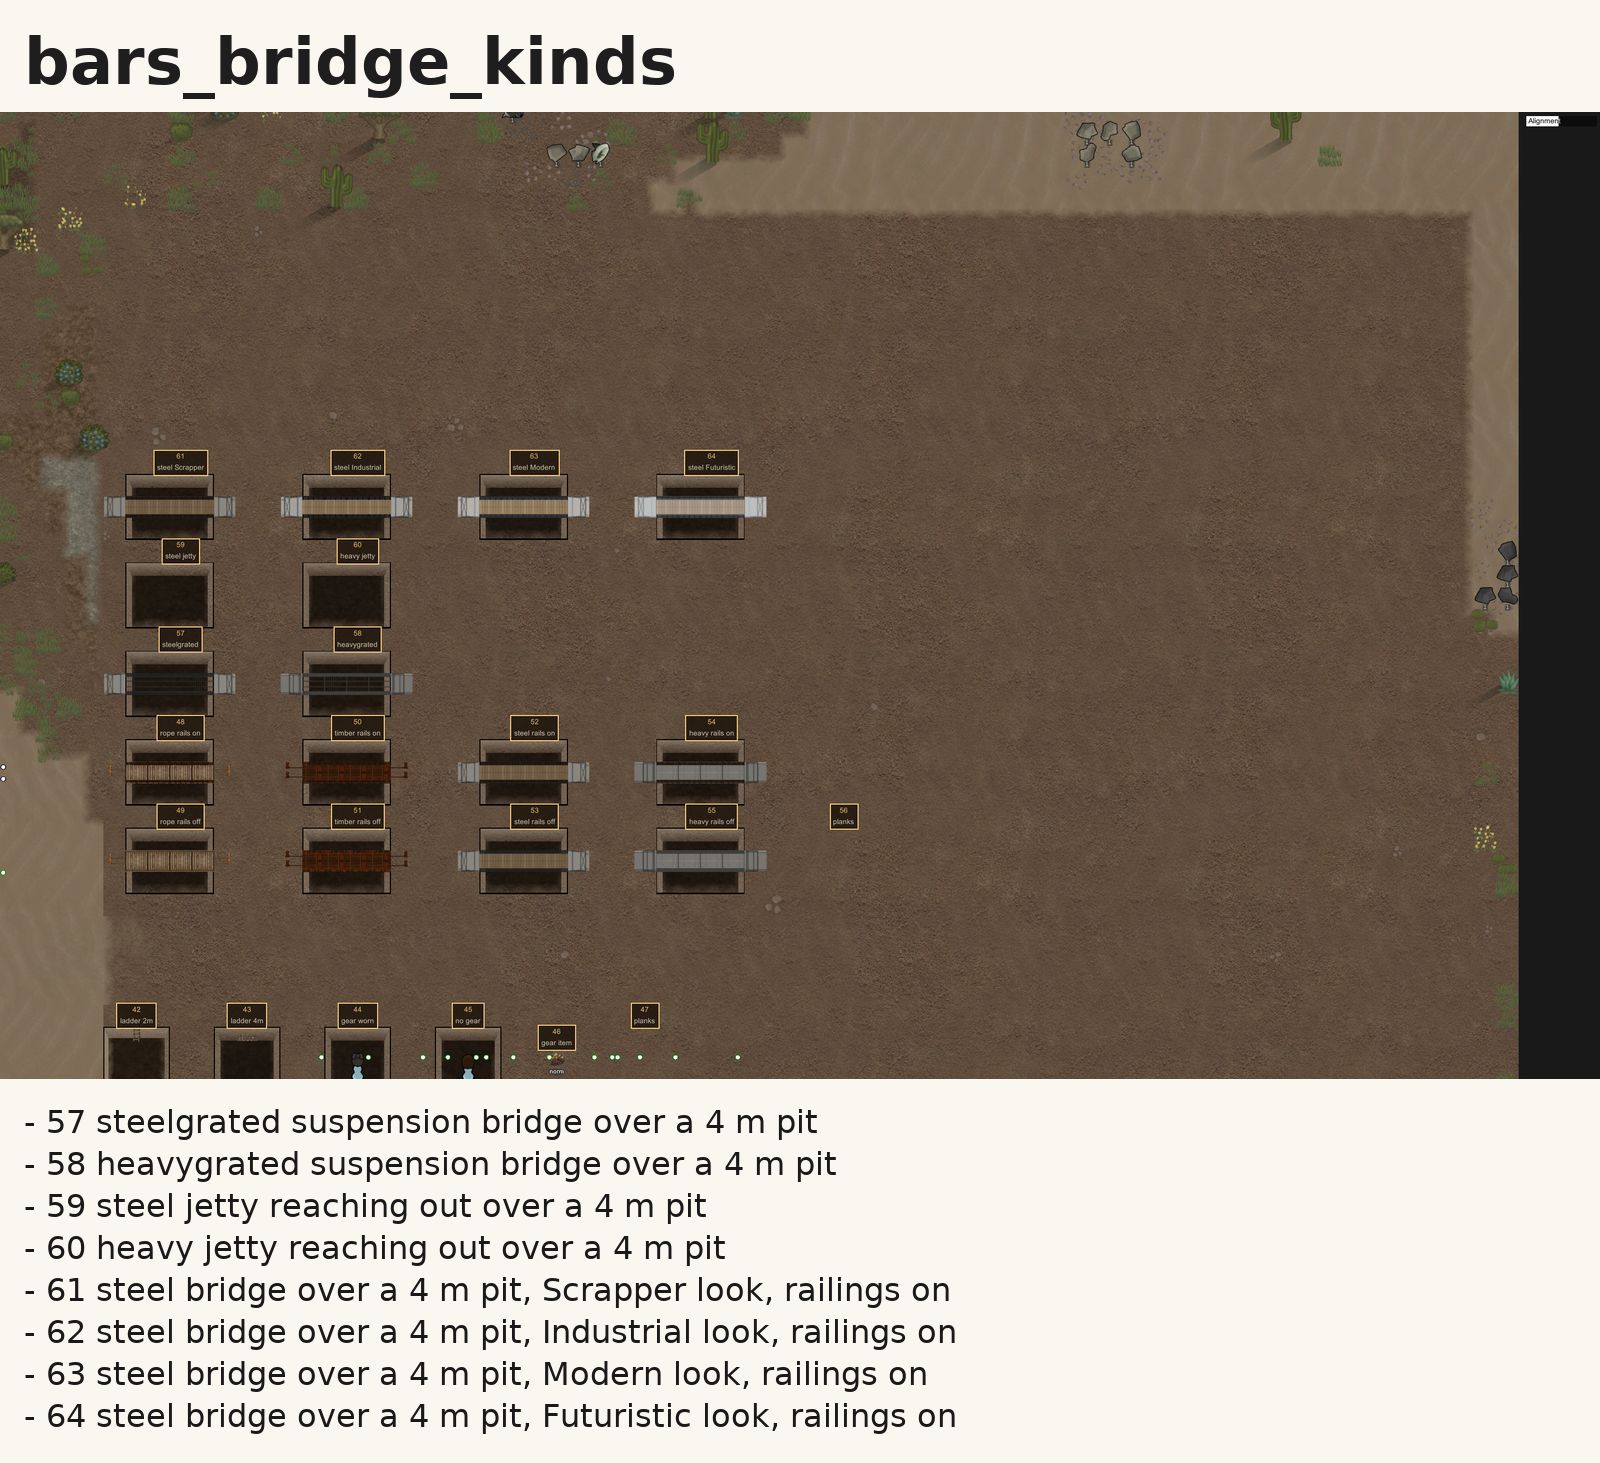 bars_bridge_kinds
Alignment
61
steel Scrapper
62
steel Industrial
63
steel Modern
64
steel Futuristic
59
steel jetty
60
heavy jetty
57
steelgrated
58
heavygrated
48
rope rails on
50
timber rails on
52
steel rails on
54
heavy rails on
49
rope rails off
51
timber rails off
53
steel rails off
55
heavy rails off
56
planks
42
ladder 2m
43
ladder 4m
44
gear worn
45
no gear
46
gear item
47
planks
norm
- 57 steelgrated suspension bridge over a 4 m pit
- 58 heavygrated suspension bridge over a 4 m pit
- 59 steel jetty reaching out over a 4 m pit
- 60 heavy jetty reaching out over a 4 m pit
- 61 steel bridge over a 4 m pit, Scrapper look, railings on
- 62 steel bridge over a 4 m pit, Industrial look, railings on
- 63 steel bridge over a 4 m pit, Modern look, railings on
- 64 steel bridge over a 4 m pit, Futuristic look, railings on